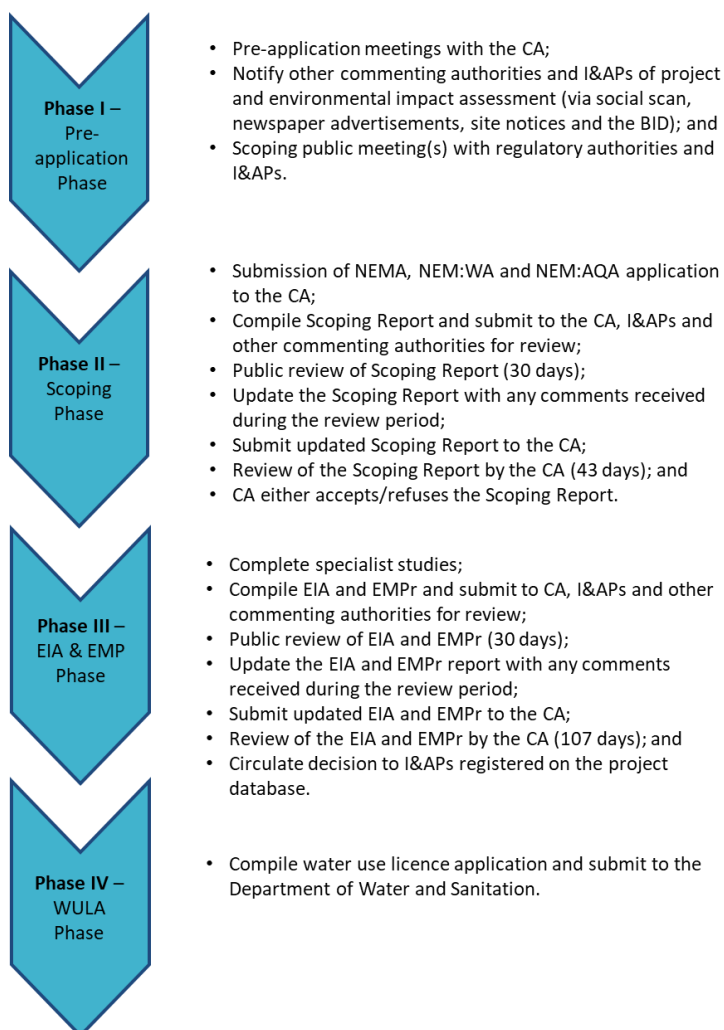 Phase I –
Pre-
application
Phase
• Pre-application meetings with the CA;
• Notify other commenting authorities and I&APs of project
and environmental impact assessment (via social scan,
newspaper advertisements, site notices and the BID); and
• Scoping public meeting(s) with regulatory authorities and
I&APs.
Phase II –
Scoping
Phase
• Submission of NEMA, NEM:WA and NEM:AQA application
to the CA;
• Compile Scoping Report and submit to the CA, I&APs and
other commenting authorities for review;
• Public review of Scoping Report (30 days);
• Update the Scoping Report with any comments received
during the review period;
• Submit updated Scoping Report to the CA;
• Review of the Scoping Report by the CA (43 days); and
• CA either accepts/refuses the Scoping Report.
Phase III –
EIA & EMP
Phase
• Complete specialist studies;
• Compile EIA and EMPr and submit to CA, I&APs and other
commenting authorities for review;
• Public review of EIA and EMPr (30 days);
• Update the EIA and EMPr report with any comments
received during the review period;
• Submit updated EIA and EMPr to the CA;
• Review of the EIA and EMPr by the CA (107 days); and
• Circulate decision to I&APs registered on the project
database.
Phase IV –
WULA
Phase
• Compile water use licence application and submit to the
Department of Water and Sanitation.